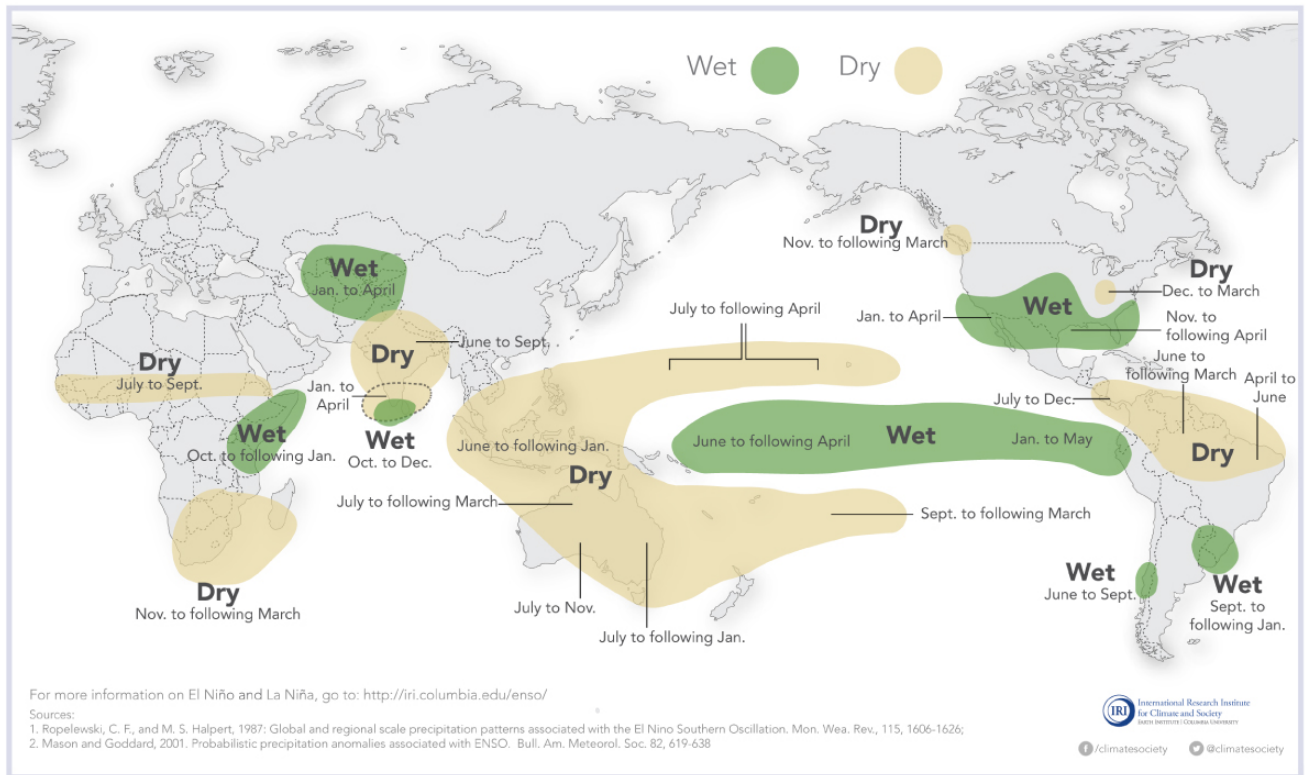 Wet
Dry
Dry
Nov. to following March
Wet
Jan. to April
Dry
Dec. to March
Wet
Jan. to April
Nov. to
following April
July to following April
Dry
June to Sept.
Dry
July to Sept.
Jan. to
April
Wet
Oct. to following Jan.
Wet
Oct. to Dec.
June to following Jan.
Dry
July to following March
June to following April
Wet
Jan. to May
July to Dec.
June to
following March
April to
June
Dry
Sept. to following March
July to Nov.
July to following Jan.
Dry
Nov. to following March
Wet
June to Sept.
Wet
Sept. to
following Jan.
For more information on El Niño and La Niña, go to: http://iri.columbia.edu/enso/
Sources:
1. Ropelewski, C. F., and M. S. Halpert, 1987: Global and regional scale precipitation patterns associated with the El Nino Southern Oscillation. Mon. Wea. Rev., 115, 1606-1626;
2. Mason and Goddard, 2001. Probabilistic precipitation anomalies associated with ENSO. Bull. Am. Meteorol. Soc. 82, 619-638
IRI
International Research Institute
for Climate and Society
EARTH INSTITUTE | COLUMBIA UNIVERSITY
/climatesociety
@climatesociety